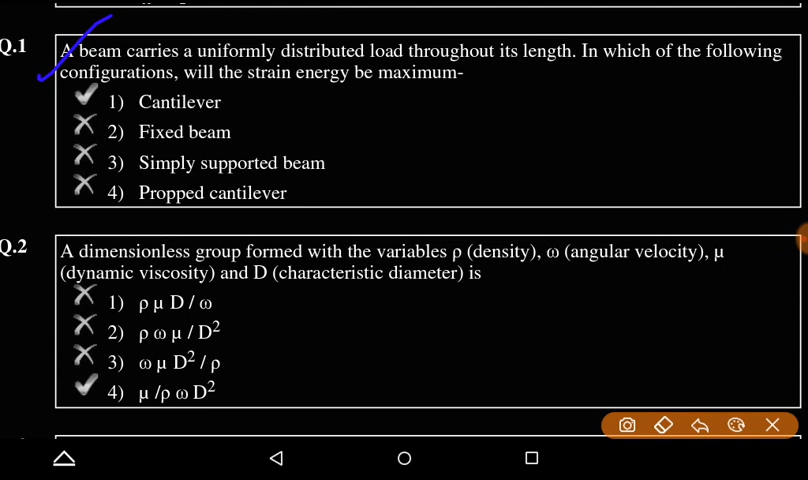 Q.1
A beam carries a uniformly distributed load throughout its length. In which of the following
configurations, will the strain energy be maximum-
1) Cantilever
2) Fixed beam
3) Simply supported beam
4) Propped cantilever
Q.2
A dimensionless group formed with the variables ρ (density), ω (angular velocity), μ
(dynamic viscosity) and D (characteristic diameter) is
1) ρ μ D / ω
2) ρ ω μ / D²
3) ω μ D² / ρ
4) μ /ρ ω D²